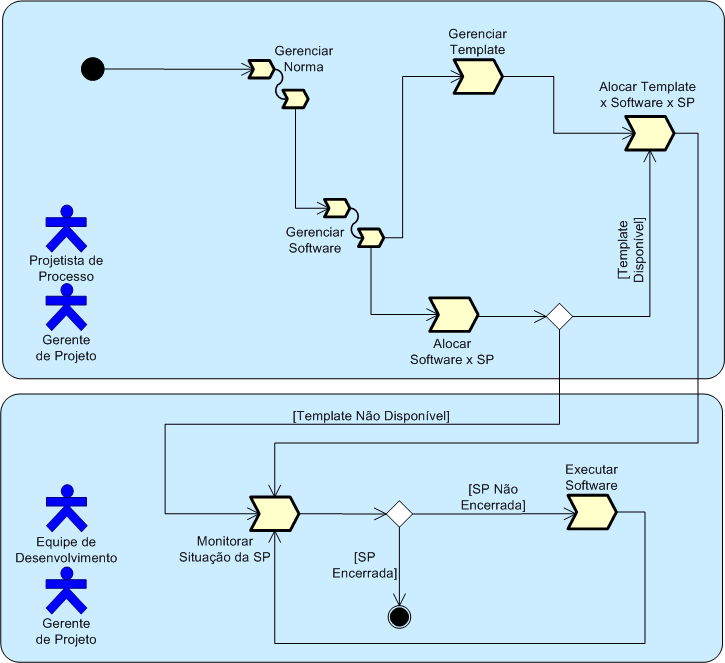 Gerenciar
Norma
Gerenciar
Template
Alocar Template
x Software x SP
Gerenciar
Software
[Template
Disponível]
Projetista de
Processo
Gerente
de Projeto
Alocar
Software x SP
[Template Não Disponível]
Executar
Software
[SP Não
Encerrada]
Monitorar
Situação da SP
[SP
Encerrada]
Equipe de
Desenvolvimento
Gerente
de Projeto